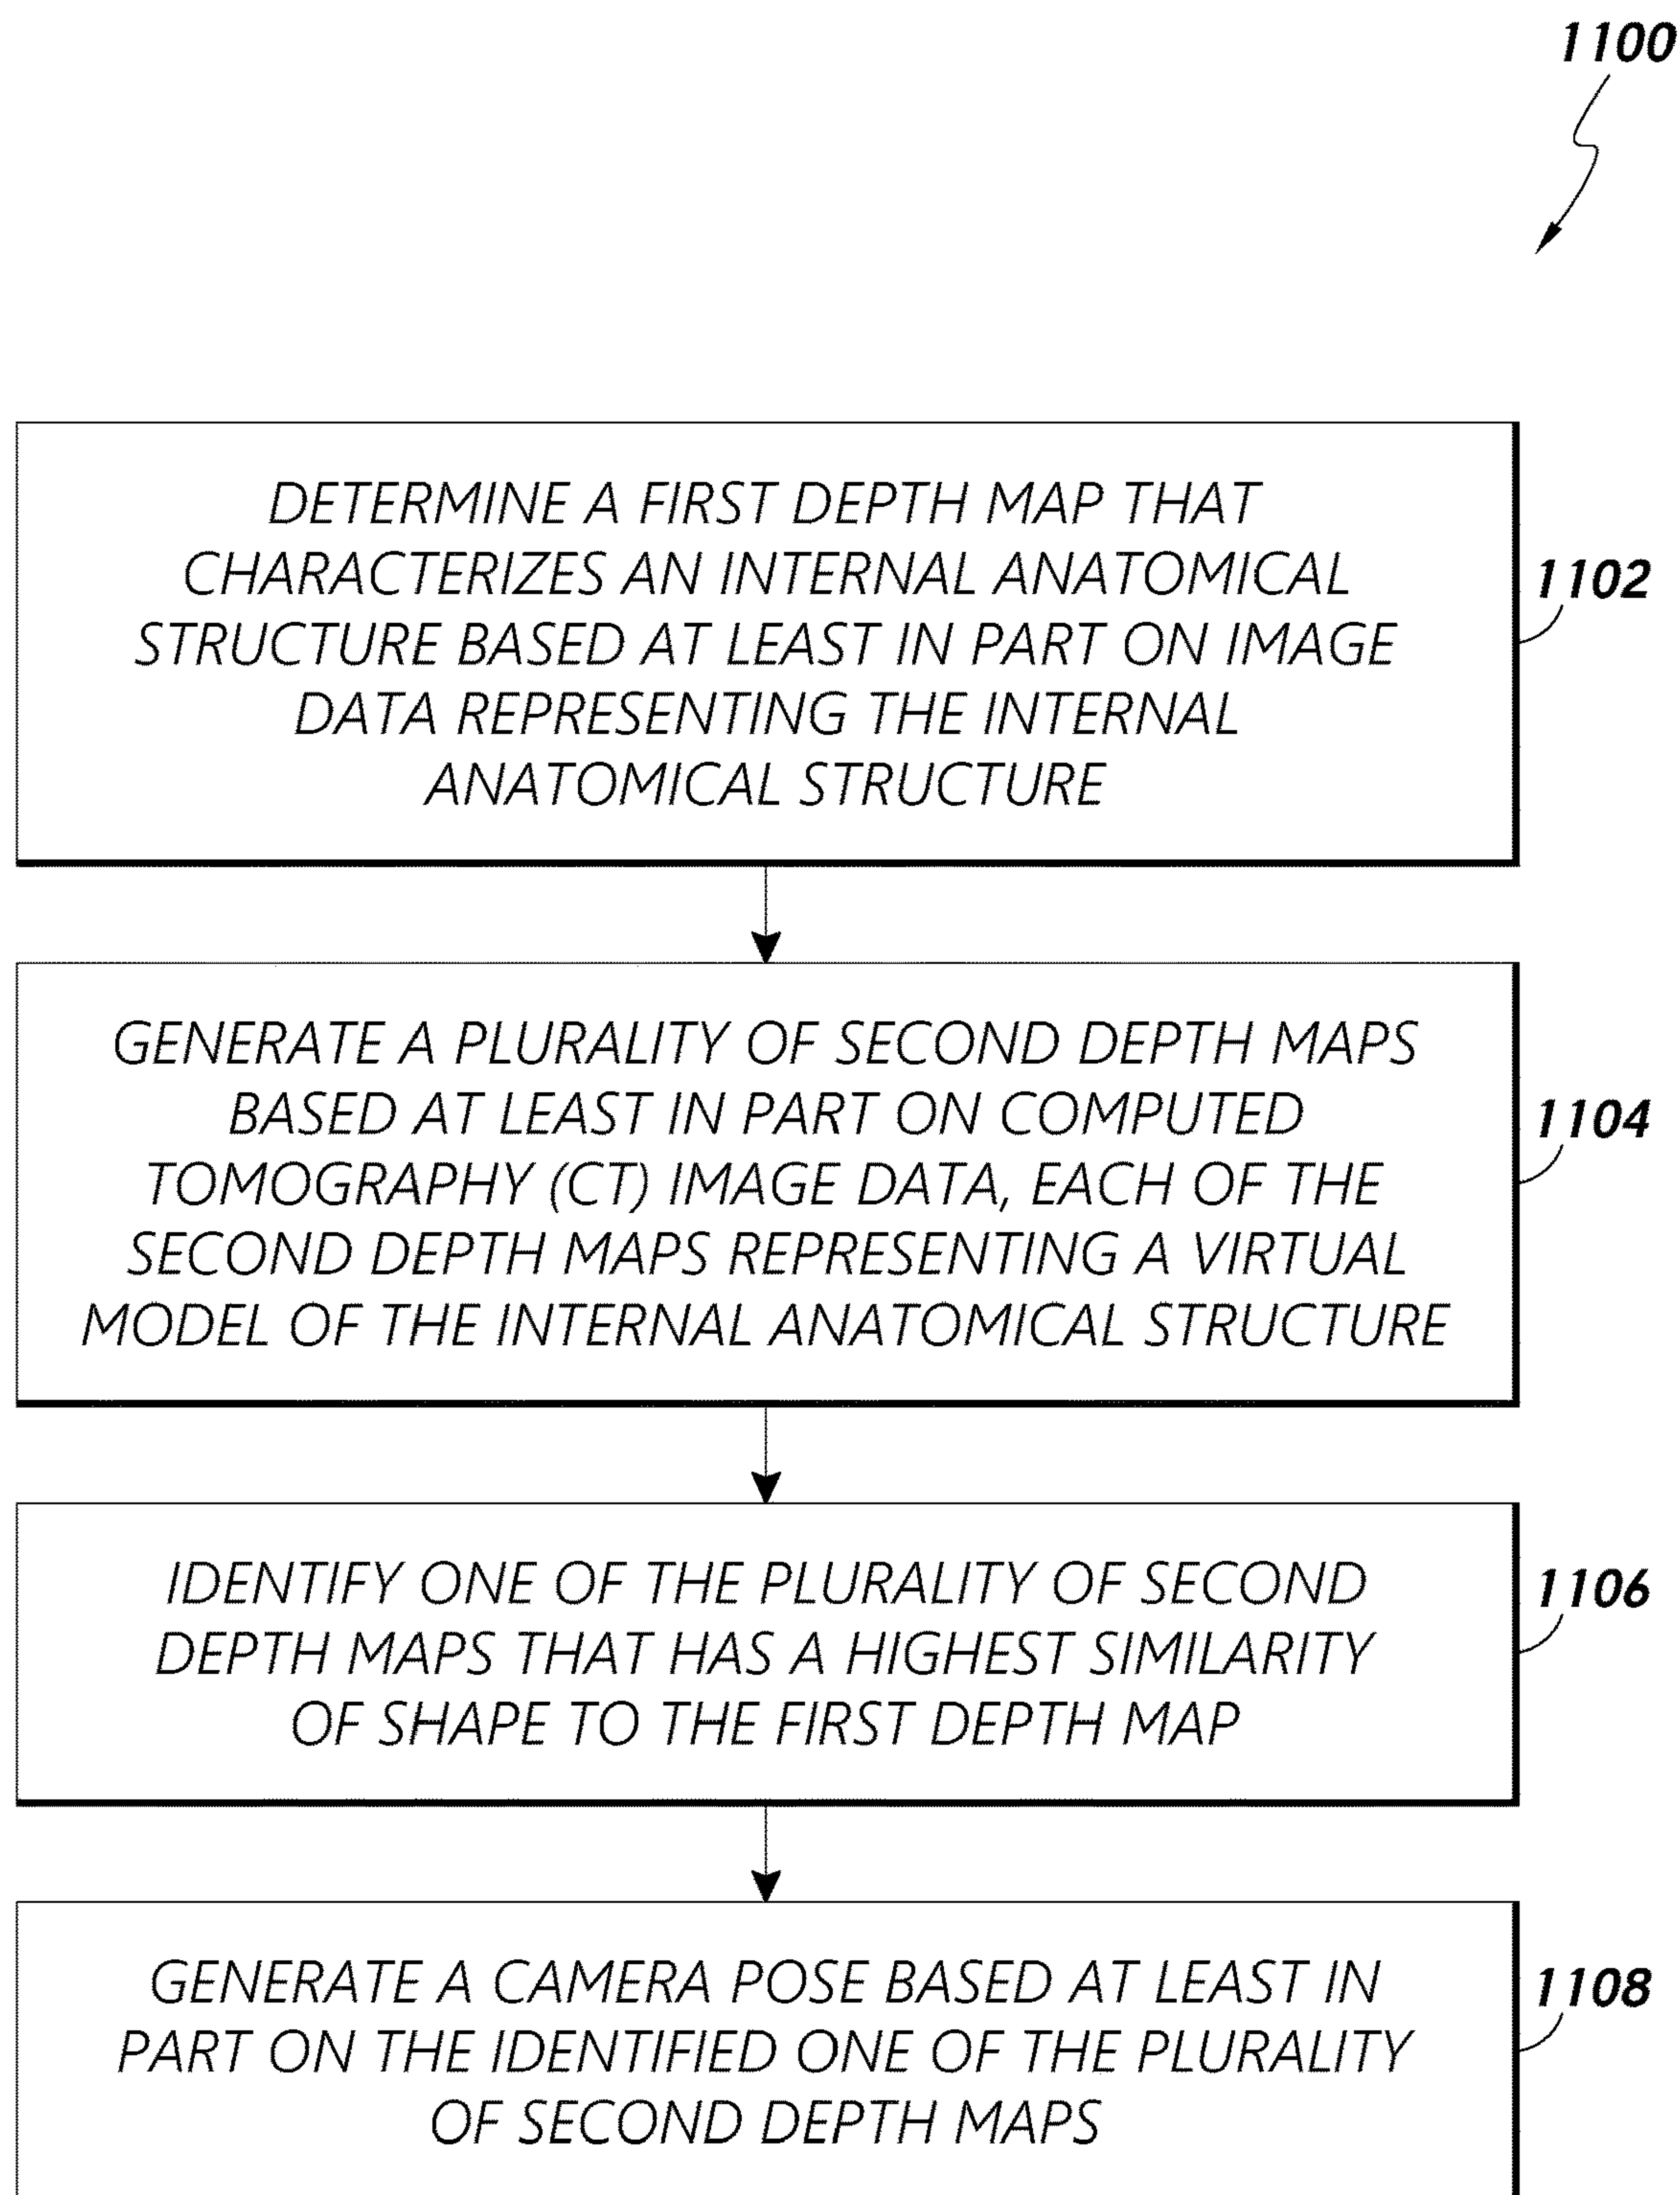 1100
DETERMINE A FIRST DEPTH MAP THAT
CHARACTERIZES AN INTERNAL ANATOMICAL
STRUCTURE BASED AT LEAST IN PART ON IMAGE
DATA REPRESENTING THE INTERNAL
ANATOMICAL STRUCTURE
1102
GENERATE A PLURALITY OF SECOND DEPTH MAPS
BASED AT LEAST IN PART ON COMPUTED
TOMOGRAPHY (CT) IMAGE DATA, EACH OF THE
SECOND DEPTH MAPS REPRESENTING A VIRTUAL
MODEL OF THE INTERNAL ANATOMICAL STRUCTURE
1104
IDENTIFY ONE OF THE PLURALITY OF SECOND
DEPTH MAPS THAT HAS A HIGHEST SIMILARITY
OF SHAPE TO THE FIRST DEPTH MAP
1106
GENERATE A CAMERA POSE BASED AT LEAST IN
PART ON THE IDENTIFIED ONE OF THE PLURALITY
OF SECOND DEPTH MAPS
1108